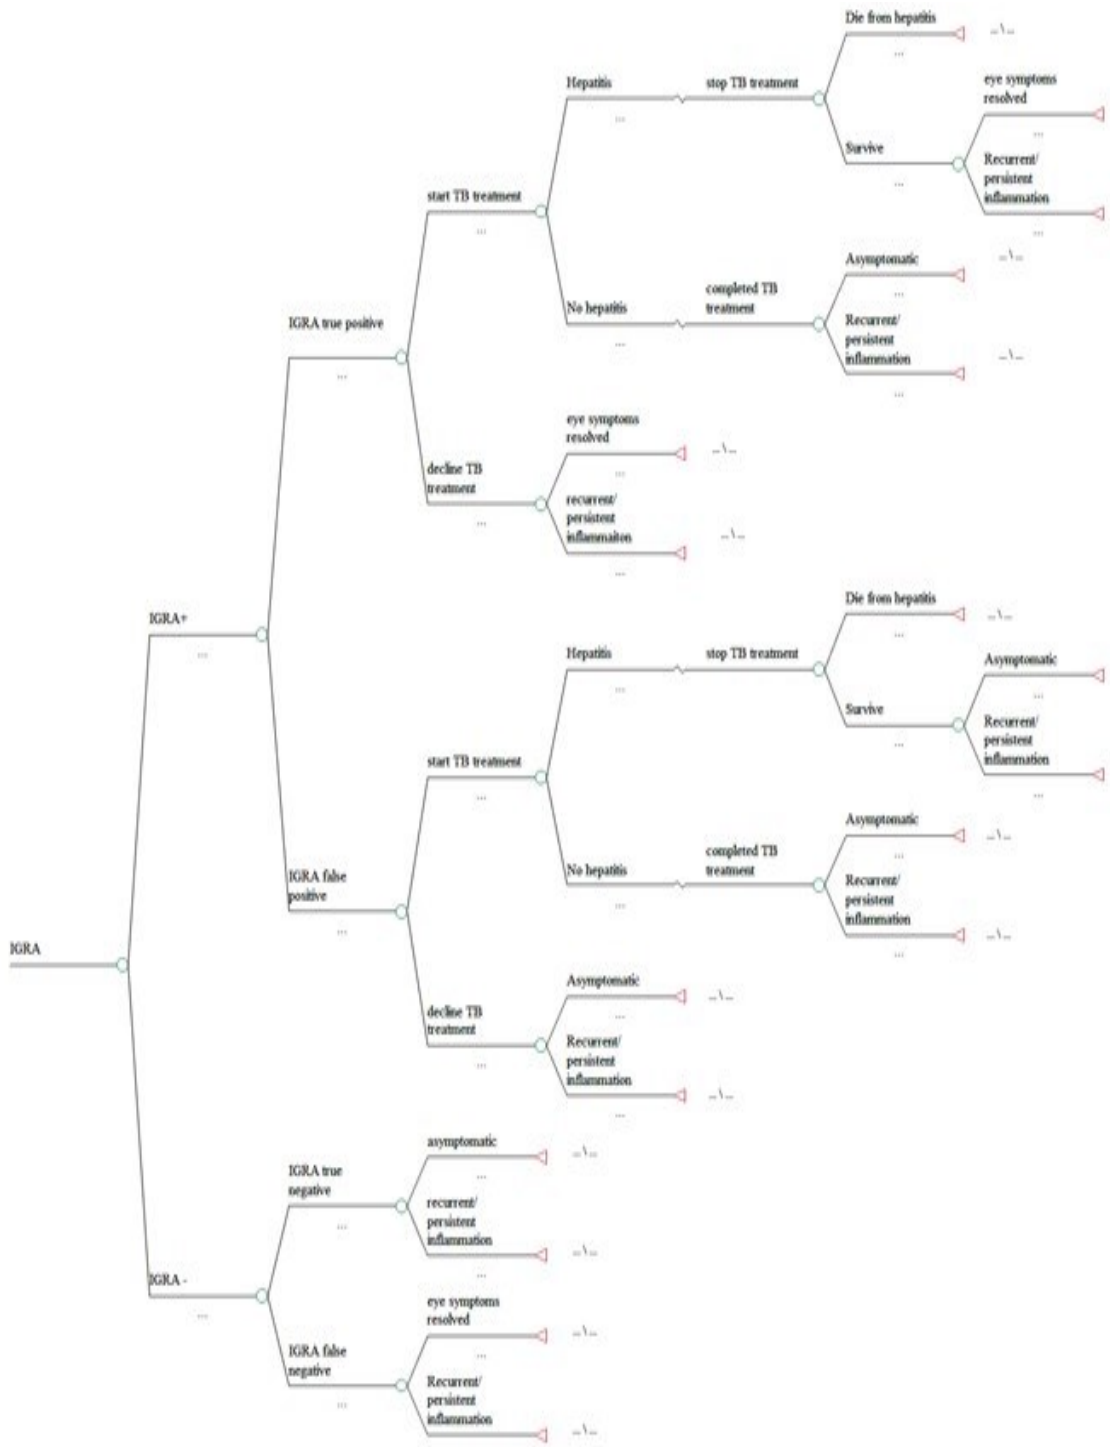 Die from hepatitis
...\...
...
Hepatitis
stop TB treatment
eye symptoms
resolved
...
...
Survive
Recurrent/
persistent
inflammation
...
...
start TB treatment
...
...\...
Asymptomatic
...
No hepatitis
completed TB
treatment
Recurrent/
persistent
inflammation
...\...
...
...
IGRA true positive
...
eye symptoms
resolved
...\...
...
decline TB
treatment
recurrent/
persistent
inflammaiton
...\...
...
...
IGRA+
...
Die from hepatitis
...\...
...
Hepatitis
stop TB treatment
Asymptomatic
...
...
Survive
Recurrent/
persistent
inflammation
...
...
start TB treatment
...
Asymptomatic
...\...
...
No hepatitis
completed TB
treatment
Recurrent/
persistent
inflammation
...\...
...
...
IGRA false
positive
...
IGRA
Asymptomatic
...\...
...
decline TB
treatment
Recurrent/
persistent
inflammation
...\...
...
...
asymptomatic
...\...
...
IGRA true
negative
recurrent/
persistent
inflammation
...\...
...
...
IGRA -
...
eye symptoms
resolved
...\...
...
IGRA false
negative
Recurrent/
persistent
inflammation
...\...
...